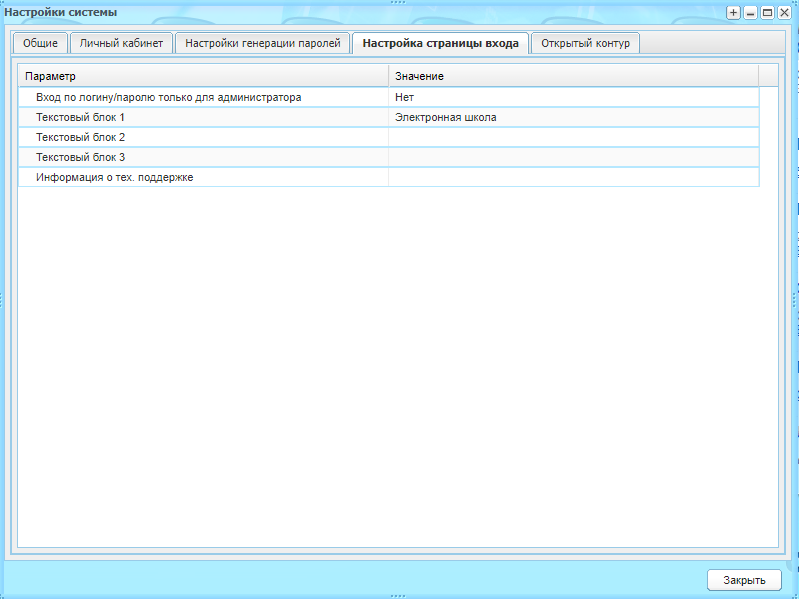 Настройки системы
Общие Личный кабинет Настройки генерации паролей Настройка страницы входа Открытый контур
Параметр Значение
Вход по логину/паролю только для администратора Нет
Текстовый блок 1 Электронная школа
Текстовый блок 2
Текстовый блок 3
Информация о тех. поддержке
Закрыть